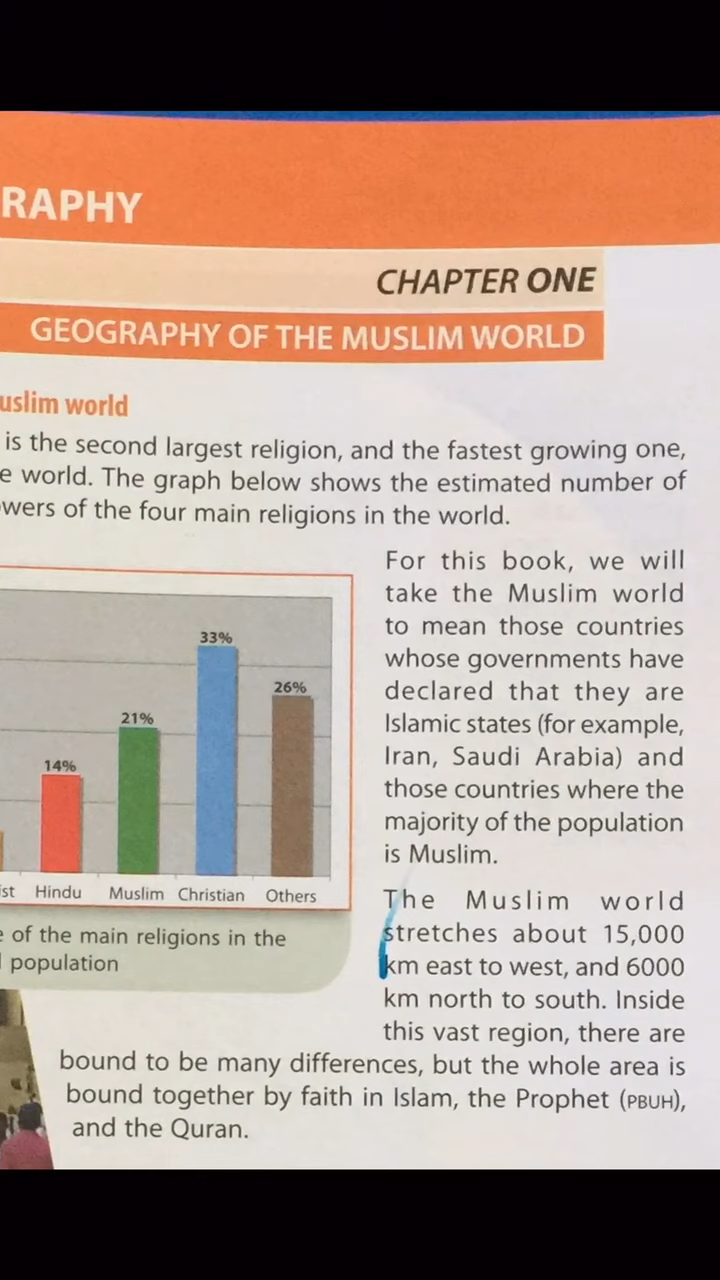 RAPHY
CHAPTER ONE
GEOGRAPHY OF THE MUSLIM WORLD
uslim world
is the second largest religion, and the fastest growing one,
e world. The graph below shows the estimated number of
wers of the four main religions in the world.
33%
26%
21%
14%
ist Hindu Muslim Christian Others
e of the main religions in the
population
For this book, we will
take the Muslim world
to mean those countries
whose governments have
declared that they are
Islamic states (for example,
Iran, Saudi Arabia) and
those countries where the
majority of the population
is Muslim.
The Muslim world
stretches about 15,000
km east to west, and 6000
km north to south. Inside
this vast region, there are
bound to be many differences, but the whole area is
bound together by faith in Islam, the Prophet (PBUH),
and the Quran.